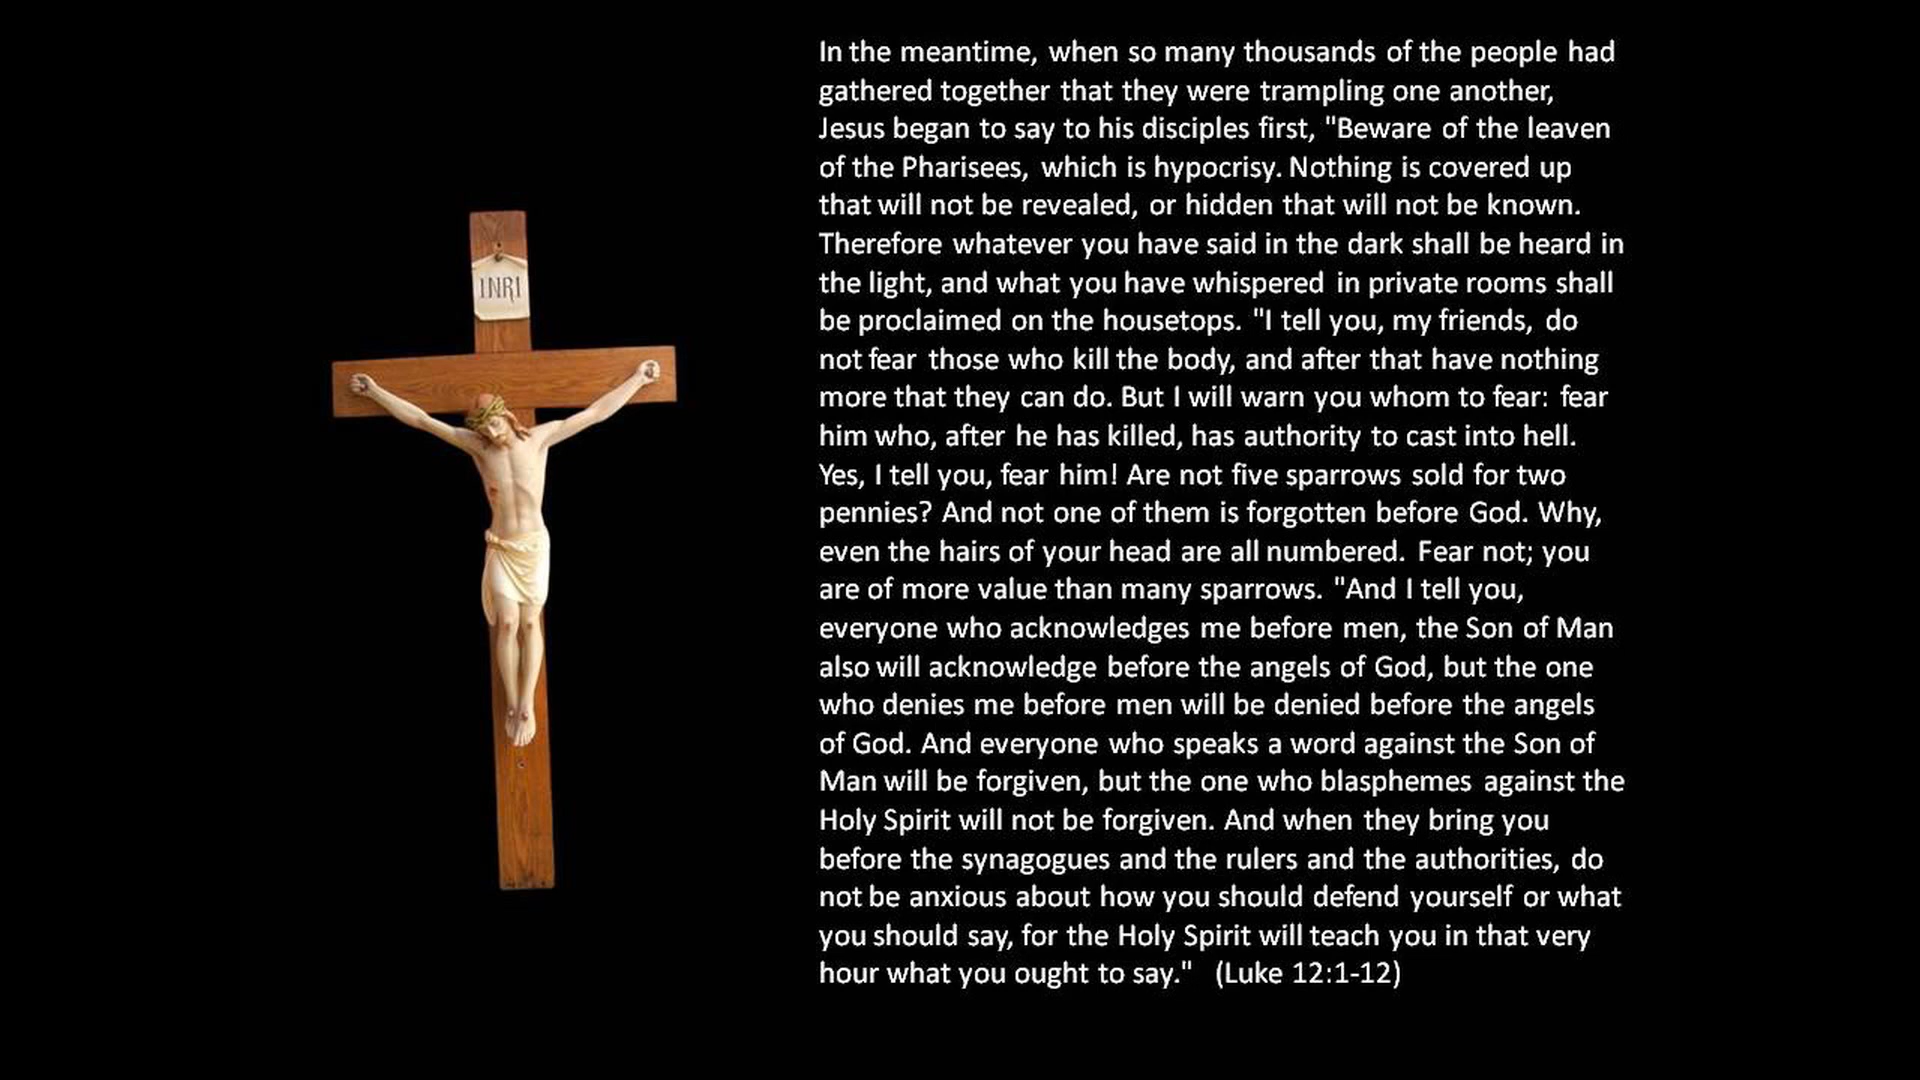 INRI
In the meantime, when so many thousands of the people had
gathered together that they were trampling one another,
Jesus began to say to his disciples first, "Beware of the leaven
of the Pharisees, which is hypocrisy. Nothing is covered up
that will not be revealed, or hidden that will not be known.
Therefore whatever you have said in the dark shall be heard in
the light, and what you have whispered in private rooms shall
be proclaimed on the housetops. "I tell you, my friends, do
not fear those who kill the body, and after that have nothing
more that they can do. But I will warn you whom to fear: fear
him who, after he has killed, has authority to cast into hell.
Yes, I tell you, fear him! Are not five sparrows sold for two
pennies? And not one of them is forgotten before God. Why,
even the hairs of your head are all numbered. Fear not; you
are of more value than many sparrows. "And I tell you,
everyone who acknowledges me before men, the Son of Man
also will acknowledge before the angels of God, but the one
who denies me before men will be denied before the angels
of God. And everyone who speaks a word against the Son of
Man will be forgiven, but the one who blasphemes against the
Holy Spirit will not be forgiven. And when they bring you
before the synagogues and the rulers and the authorities, do
not be anxious about how you should defend yourself or what
you should say, for the Holy Spirit will teach you in that very
hour what you ought to say." (Luke 12:1-12)